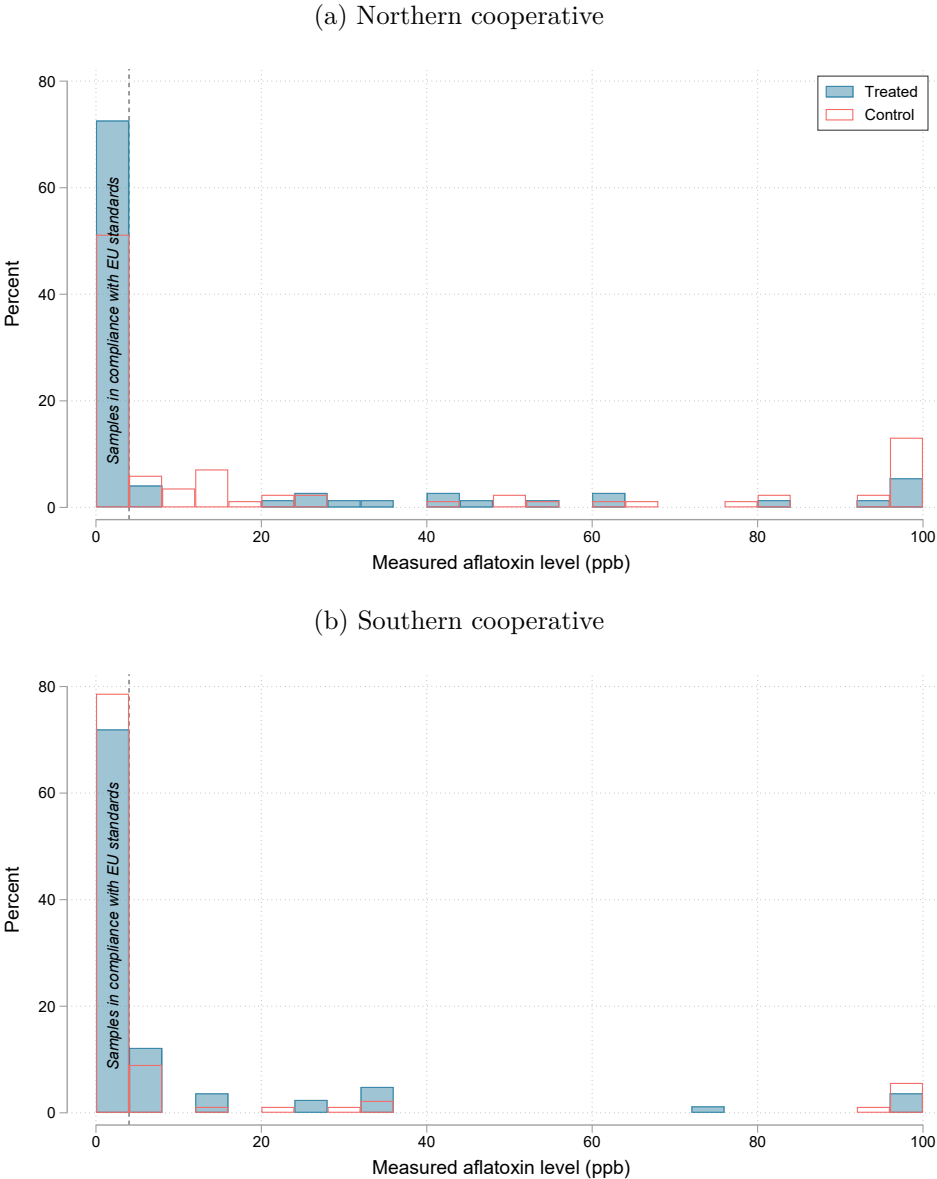 (a) Northern cooperative
80
60
40
20
0
Percent
Samples in compliance with EU standards
Treated
Control
0 20 40 60 80 100
Measured aflatoxin level (ppb)
(b) Southern cooperative
80
60
40
20
0
Percent
Samples in compliance with EU standards
0 20 40 60 80 100
Measured aflatoxin level (ppb)